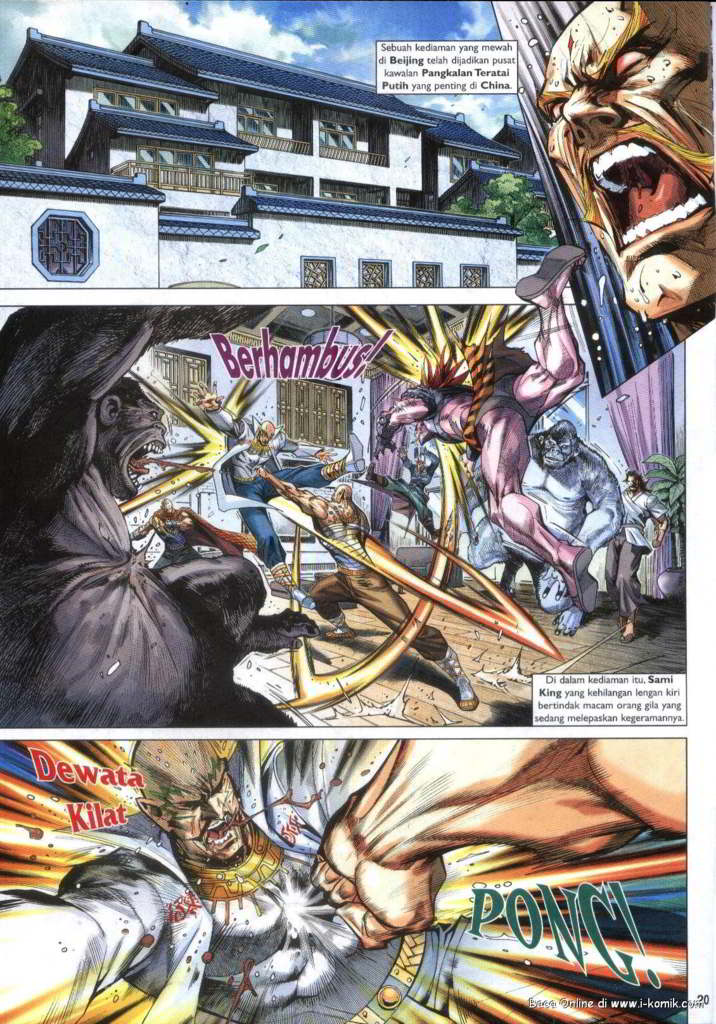 Sebuah kediaman yang mewah
di Beijing telah dijadikan pusat
kawalan Pangkalan Teratai
Putih yang penting di China.
Berhambus!
Di dalam kediaman itu, Sami
King yang kehilangan lengan kiri
bertindak macam orang gila yang
sedang melepaskan kegeramannya.
Dewata
Kilat
PONG!
20
Baca Online di www.i-komik.com